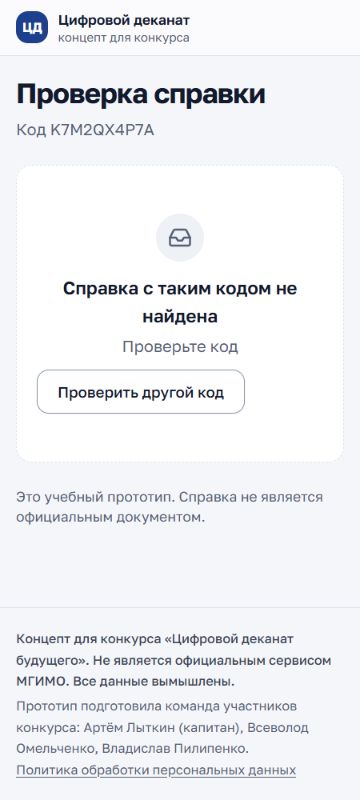 ЦД
Цифровой деканат
концепт для конкурса
Проверка справки
Код K7M2QX4P7A
Справка с таким кодом не
найдена
Проверьте код
Проверить другой код
Это учебный прототип. Справка не является
официальным документом.
Концепт для конкурса «Цифровой деканат
будущего». Не является официальным сервисом
МГИМО. Все данные вымышлены.
Прототип подготовила команда участников
конкурса: Артём Лыткин (капитан), Всеволод
Омельченко, Владислав Пилипенко.
Политика обработки персональных данных